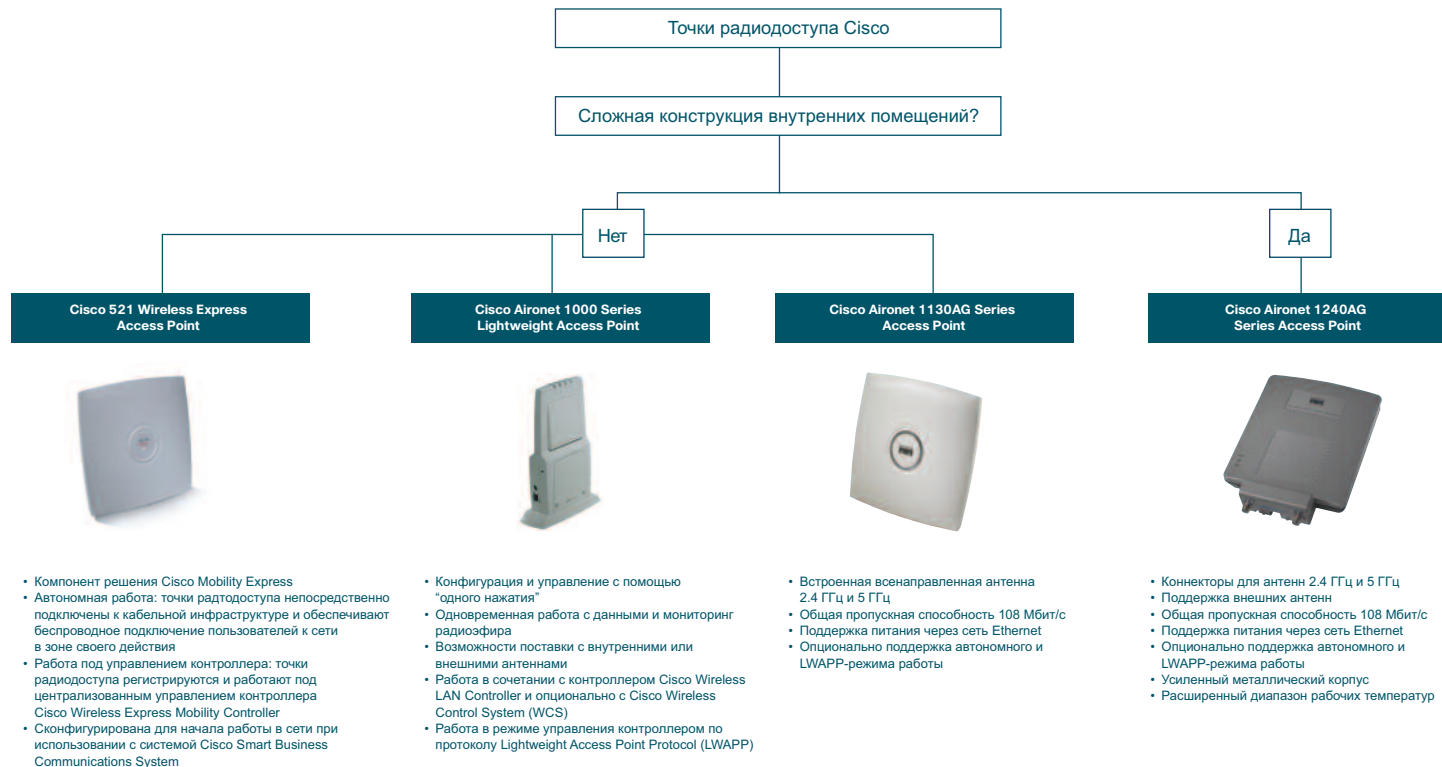 Точки радиодоступа Cisco
Сложная конструкция внутренних помещений?
Нет
Да
Cisco 521 Wireless Express
Access Point
Cisco Aironet 1000 Series
Lightweight Access Point
Cisco Aironet 1130AG Series
Access Point
Cisco Aironet 1240AG
Series Access Point
• Компонент решения Cisco Mobility Express
• Автономная работа: точки радтодоступа непосредственно
подключены к кабельной инфраструктуре и обеспечивают
беспроводное подключение пользователей к сети
в зоне своего действия
• Работа под управлением контроллера: точки
радиодоступа регистрируются и работают под
централизованным управлением контроллера
Cisco Wireless Express Mobility Controller
• Сконфигурирована для начала работы в сети при
использовании с системой Cisco Smart Business
Communications System
• Конфигурация и управление с помощью
“одного нажатия”
• Одновременная работа с данными и мониторинг
радиоэфира
• Возможности поставки с внутренними или
внешними антеннами
• Работа в сочетании с контроллером Cisco Wireless
LAN Controller и опционально с Cisco Wireless
Control System (WCS)
• Работа в режиме управления контроллером по
протоколу Lightweight Access Point Protocol (LWAPP)
• Встроенная всенаправленная антенна
2.4 ГГц и 5 ГГц
• Общая пропускная способность 108 Мбит/с
• Поддержка питания через сеть Ethernet
• Опционально поддержка автономного и
LWAPP-режима работы
• Коннекторы для антенн 2.4 ГГц и 5 ГГц
• Поддержка внешних антенн
• Общая пропускная способность 108 Мбит/с
• Поддержка питания через сеть Ethernet
• Опционально поддержка автономного и
LWAPP-режима работы
• Усиленный металлический корпус
• Расширенный диапазон рабочих температур